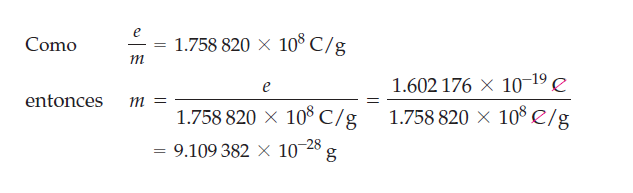 Como e/m = 1.758 820 × 10⁸ C/g
entonces m = e / 1.758 820 × 10⁸ C/g = 1.602 176 × 10⁻¹⁹ C / 1.758 820 × 10⁸ C/g
= 9.109 382 × 10⁻²⁸ g